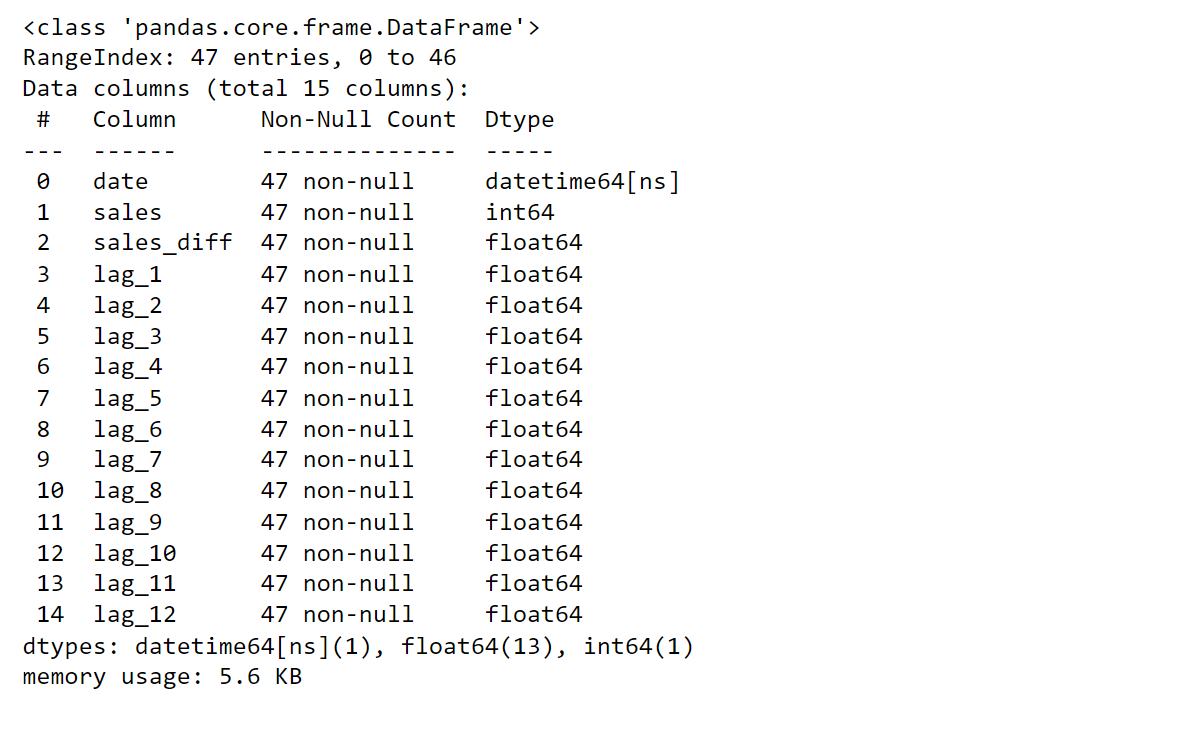 <class 'pandas.core.frame.DataFrame'>
RangeIndex: 47 entries, 0 to 46
Data columns (total 15 columns):
 #   Column      Non-Null Count  Dtype
---  ------      --------------  -----
 0   date        47 non-null     datetime64[ns]
 1   sales       47 non-null     int64
 2   sales_diff  47 non-null     float64
 3   lag_1       47 non-null     float64
 4   lag_2       47 non-null     float64
 5   lag_3       47 non-null     float64
 6   lag_4       47 non-null     float64
 7   lag_5       47 non-null     float64
 8   lag_6       47 non-null     float64
 9   lag_7       47 non-null     float64
 10  lag_8       47 non-null     float64
 11  lag_9       47 non-null     float64
 12  lag_10      47 non-null     float64
 13  lag_11      47 non-null     float64
 14  lag_12      47 non-null     float64
dtypes: datetime64[ns](1), float64(13), int64(1)
memory usage: 5.6 KB